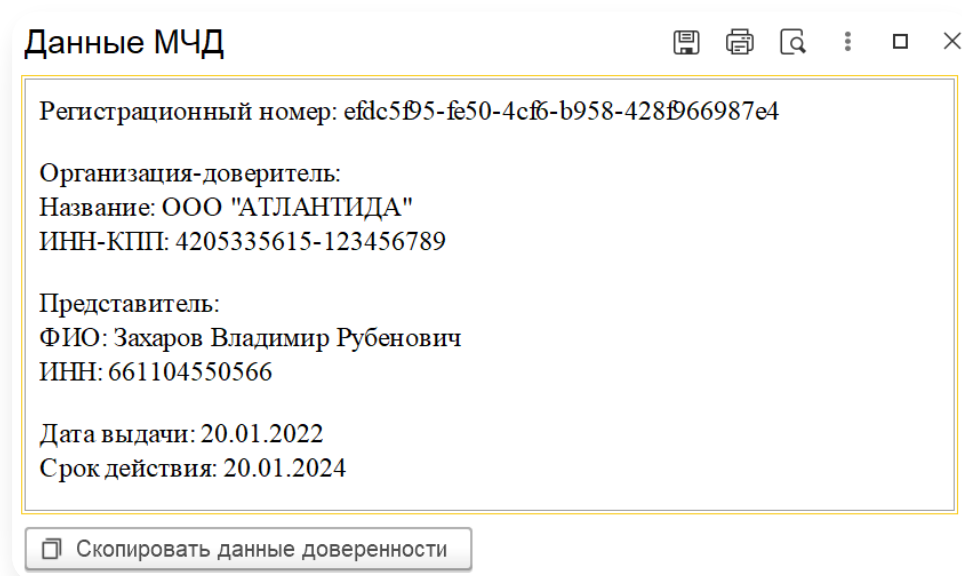 Данные МЧД
Регистрационный номер: efdc5f95-fe50-4cf6-b958-428f966987e4
Организация-доверитель:
Название: ООО "АТЛАНТИДА"
ИНН-КПП: 4205335615-123456789
Представитель:
ФИО: Захаров Владимир Рубенович
ИНН: 661104550566
Дата выдачи: 20.01.2022
Срок действия: 20.01.2024
Скопировать данные доверенности